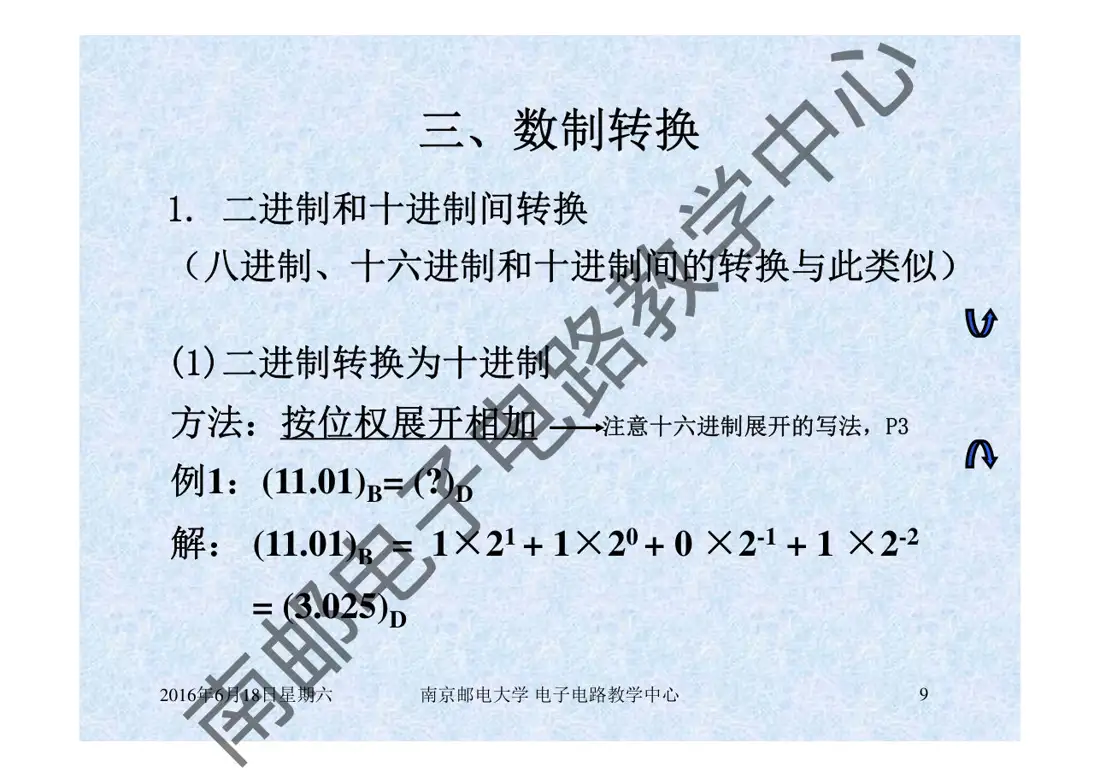 三、数制转换
1. 二进制和十进制间转换
（八进制、十六进制和十进制间的转换与此类似）
(1)二进制转换为十进制
方法：按位权展开相加 注意十六进制展开的写法，P3
例1：(11.01)B= (?)D
解： (11.01)B = 1×2¹ + 1×2⁰ + 0 ×2⁻¹ + 1 ×2⁻²
= (3.025)D
2016年6月18日星期六 南京邮电大学 电子电路教学中心 9
南邮电子电路教学中心